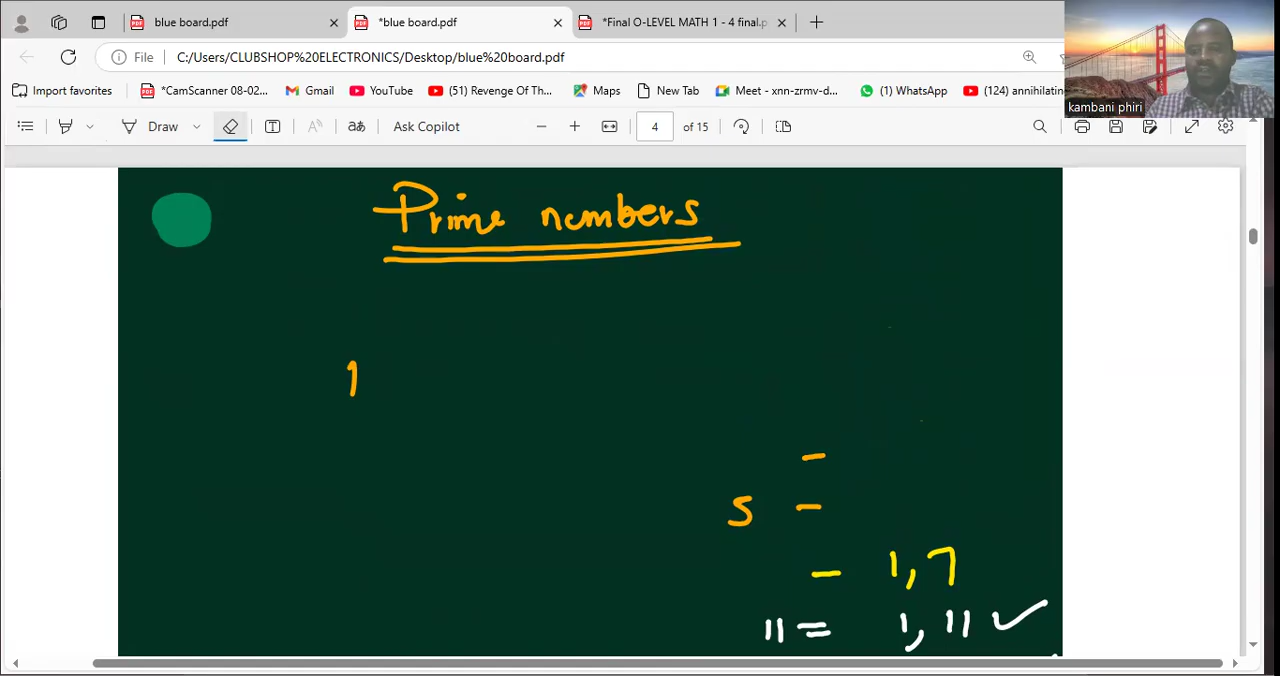 blue board.pdf
*blue board.pdf
*Final O-LEVEL MATH 1 - 4 final.p
File C:/Users/CLUBSHOP%20ELECTRONICS/Desktop/blue%20board.pdf
Import favorites *CamScanner 08-02... Gmail YouTube (51) Revenge Of Th... Maps New Tab Meet - xnn-zrmv-d... (1) WhatsApp (124) annihilatin
kambani phiri
Draw aあ Ask Copilot 4 of 15
Prime numbers
1
-
5 -
- 1,7
11= 1,11 ✓